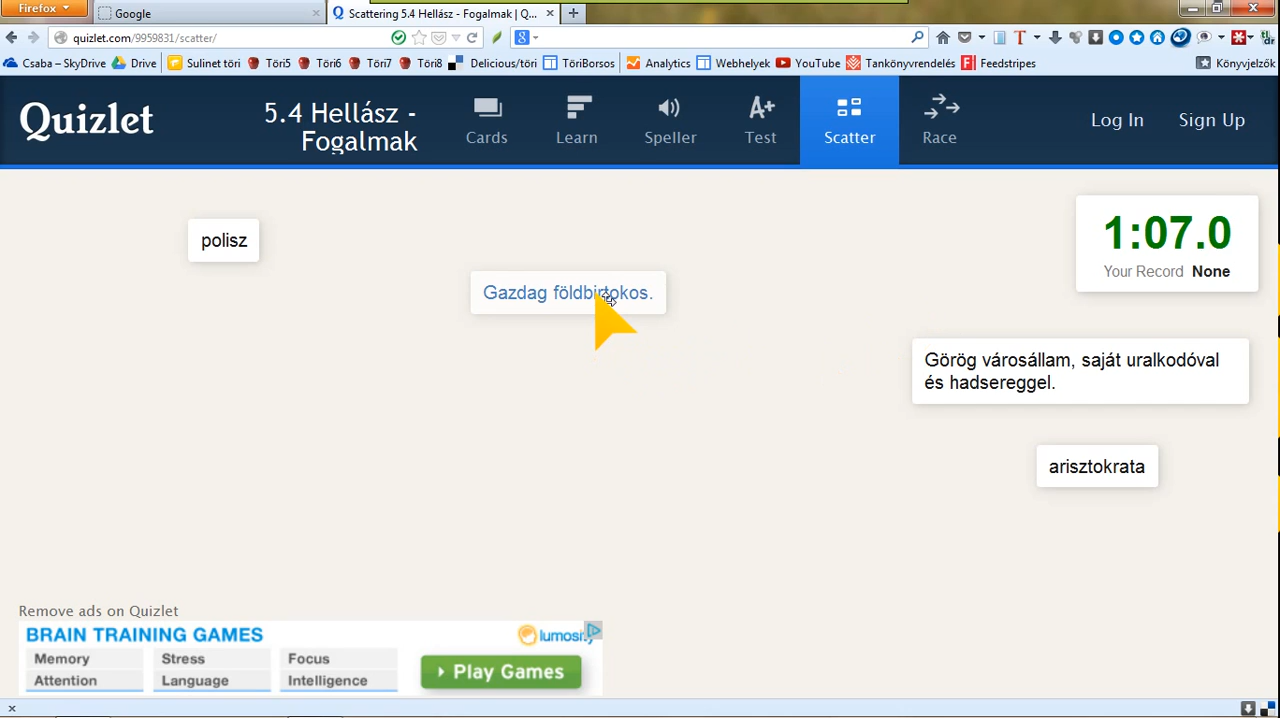 Firefox
Google
Scattering 5.4 Hellász - Fogalmak | Q...
quizlet.com/9959831/scatter/
Csaba – SkyDrive Drive Sulinet töri Töri5 Töri6 Töri7 Töri8 Delicious/töri TöriBorsos Analytics Webhelyek YouTube Tankönyvrendelés Feedstripes Könyvjelzők
Quizlet
5.4 Hellász -
Fogalmak
Cards Learn Speller Test Scatter Race
Log In Sign Up
polisz
1:07.0
Your Record None
Gazdag földbirtokos.
Görög városállam, saját uralkodóval
és hadsereggel.
arisztokrata
Remove ads on Quizlet
BRAIN TRAINING GAMES
lumosity
Memory Stress Focus
Attention Language Intelligence
Play Games